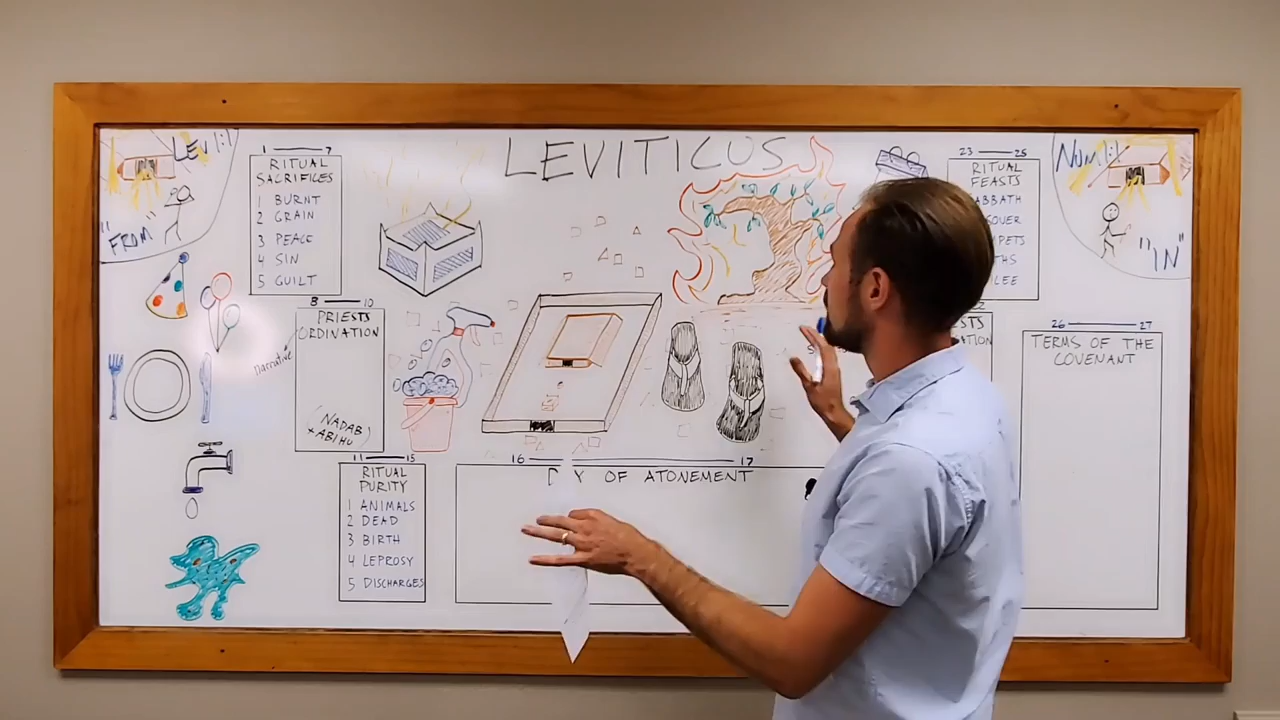 LEVITICUS
LEV 1:1
"FROM"
1 7
RITUAL
SACRIFICES
1 BURNT
2 GRAIN
3 PEACE
4 SIN
5 GUILT
8 10
PRIESTS
ORDINATION
Narrative
(NADAB
+ ABIHU)
11 15
RITUAL
PURITY
1 ANIMALS
2 DEAD
3 BIRTH
4 LEPROSY
5 DISCHARGES
16 17
D Y OF ATONEMENT
23 25
RITUAL
FEASTS
26 27
TERMS OF THE
COVENANT
NUM 1:1
"IN"